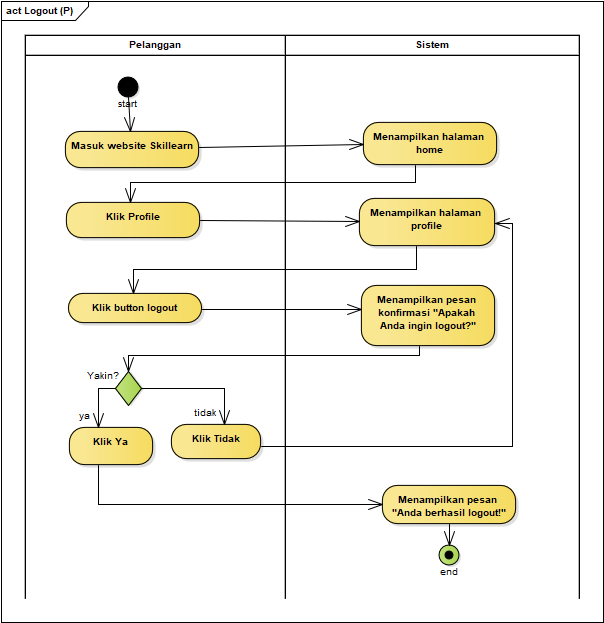 act Logout (P)
Pelanggan
Sistem
start
Masuk website Skillearn
Menampilkan halaman
home
Klik Profile
Menampilkan halaman
profile
Klik button logout
Menampilkan pesan
konfirmasi "Apakah
Anda ingin logout?"
Yakin?
ya
tidak
Klik Ya
Klik Tidak
Menampilkan pesan
"Anda berhasil logout!"
end